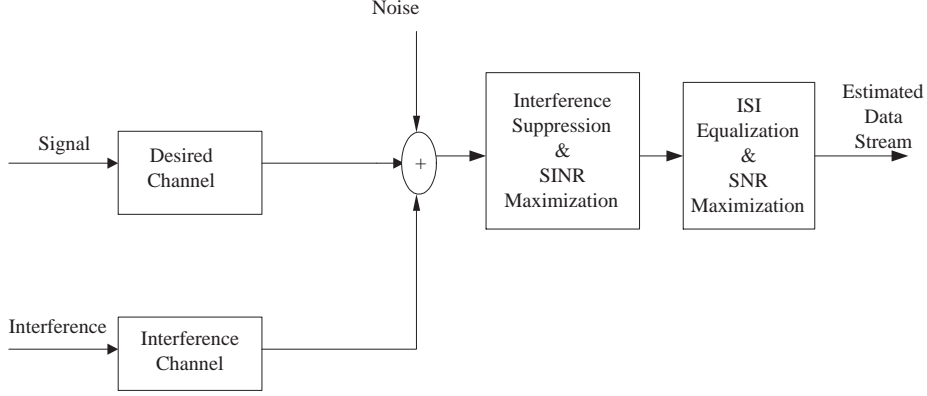 Noise
Signal
Desired
Channel
+
Interference
Suppression
&
SINR
Maximization
ISI
Equalization
&
SNR
Maximization
Estimated
Data
Stream
Interference
Interference
Channel